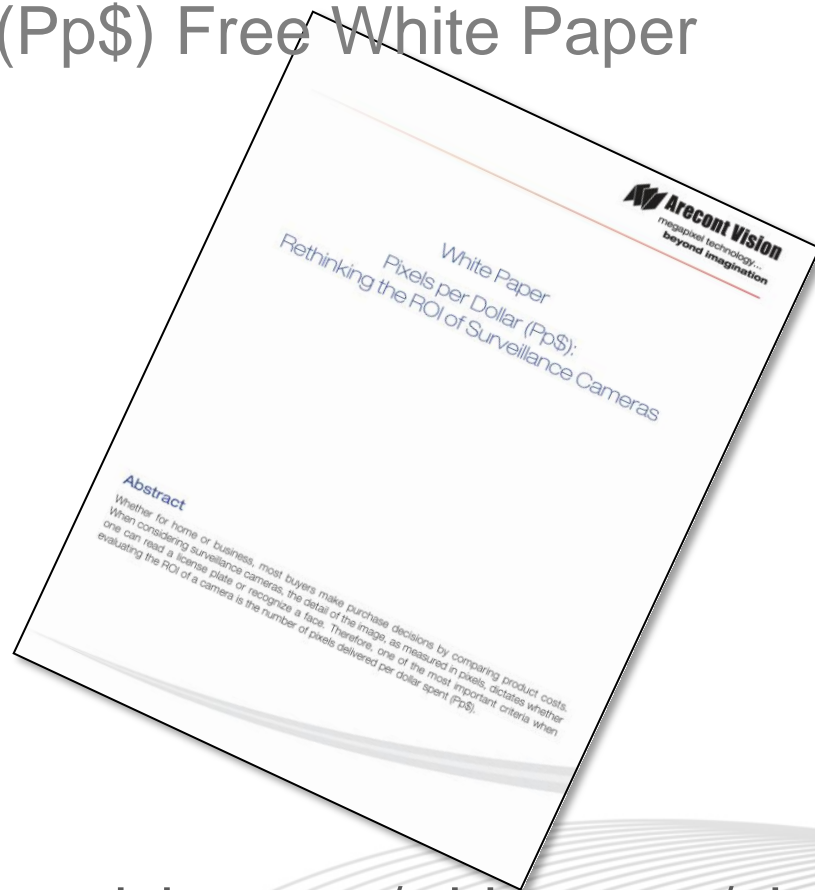 (Pp$) Free White Paper
Arecont Vision
megapixel technology...
beyond imagination
White Paper
Pixels per Dollar (Pp$):
Rethinking the ROI of Surveillance Cameras
Abstract
Whether for home or business, most buyers make purchase decisions by comparing product costs.
When considering surveillance cameras, the detail of the image, as measured in pixels, dictates whether
one can read a license plate or recognize a face. Therefore, one of the most important criteria when
evaluating the ROI of a camera is the number of pixels delivered per dollar spent (Pp$).